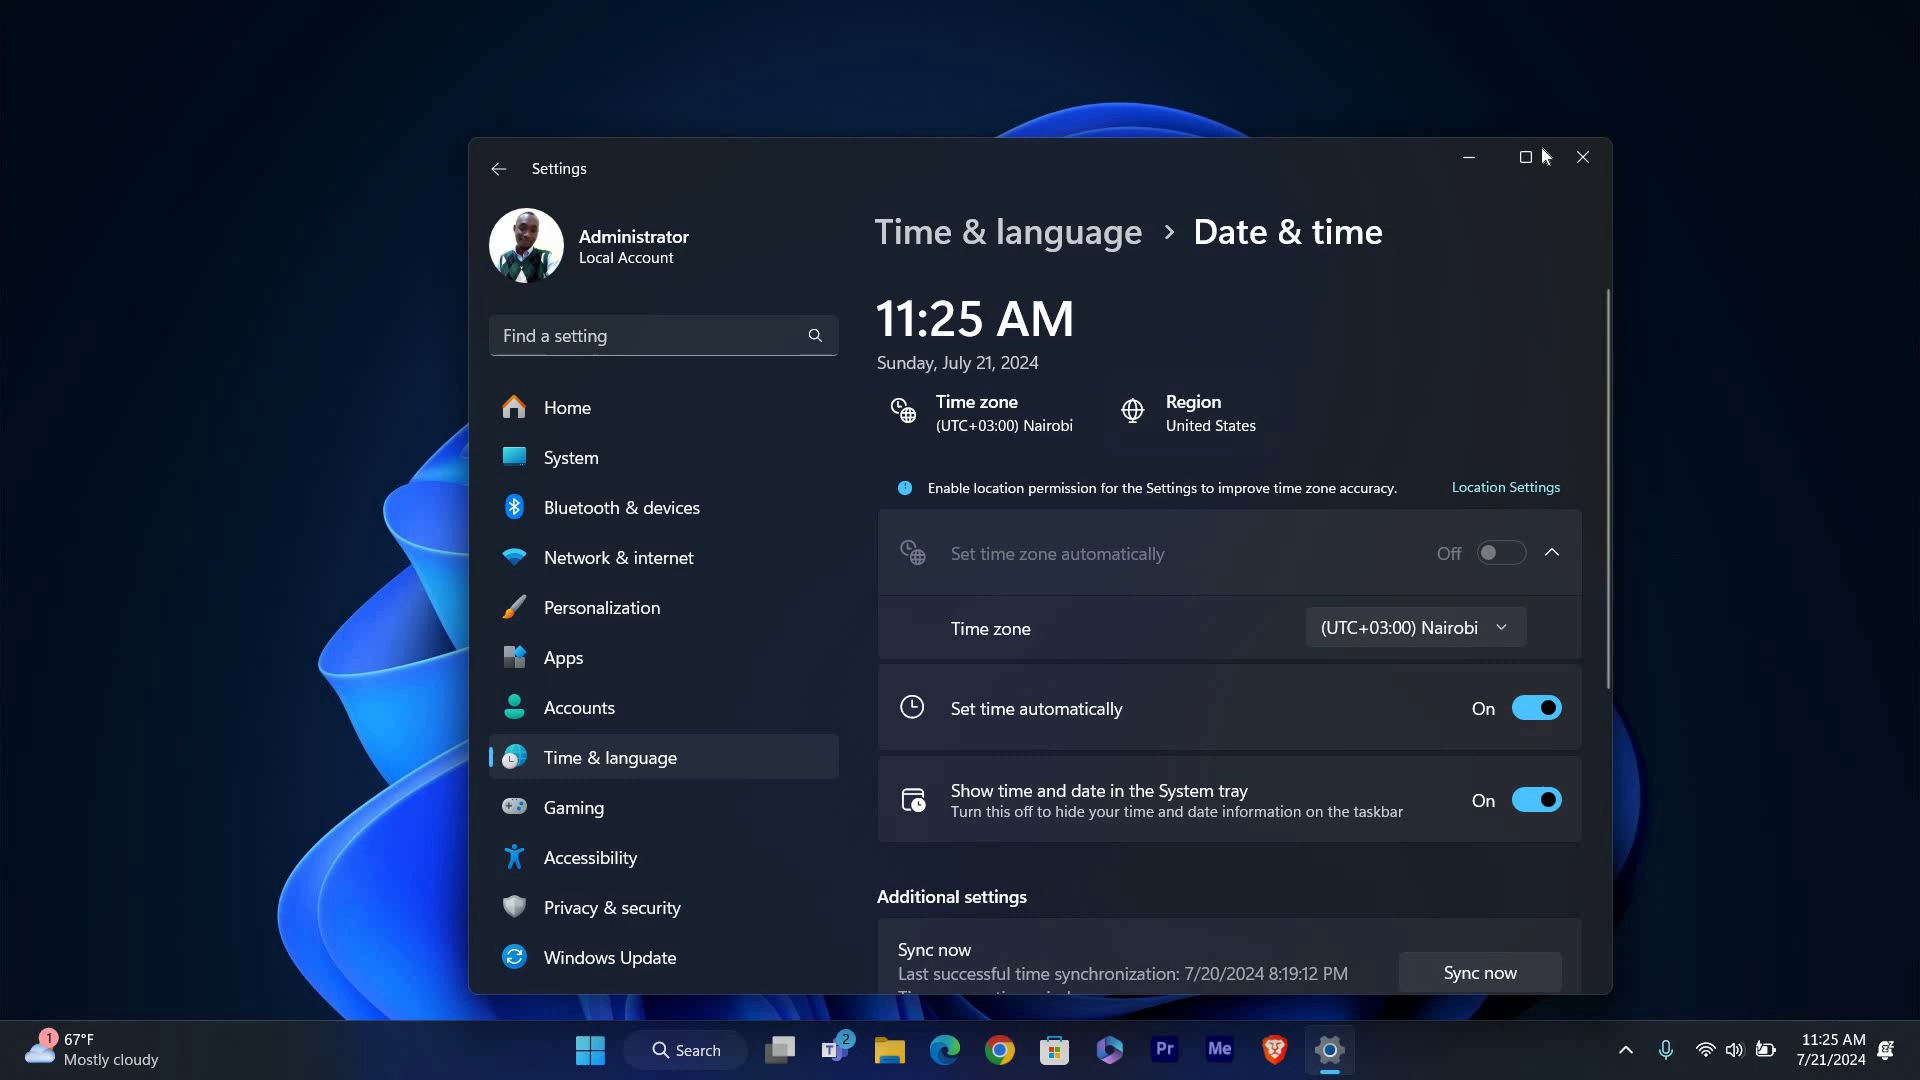 Settings
Administrator
Local Account
Find a setting
Home
System
Bluetooth & devices
Network & internet
Personalization
Apps
Accounts
Time & language
Gaming
Accessibility
Privacy & security
Windows Update
Time & language > Date & time
11:25 AM
Sunday, July 21, 2024
Time zone
(UTC+03:00) Nairobi
Region
United States
Enable location permission for the Settings to improve time zone accuracy.
Location Settings
Set time zone automatically
Off
Time zone
(UTC+03:00) Nairobi
Set time automatically
On
Show time and date in the System tray
Turn this off to hide your time and date information on the taskbar
On
Additional settings
Sync now
Last successful time synchronization: 7/20/2024 8:19:12 PM
Sync now
1
67°F
Mostly cloudy
Search
T
2
Pr
Me
11:25 AM
7/21/2024